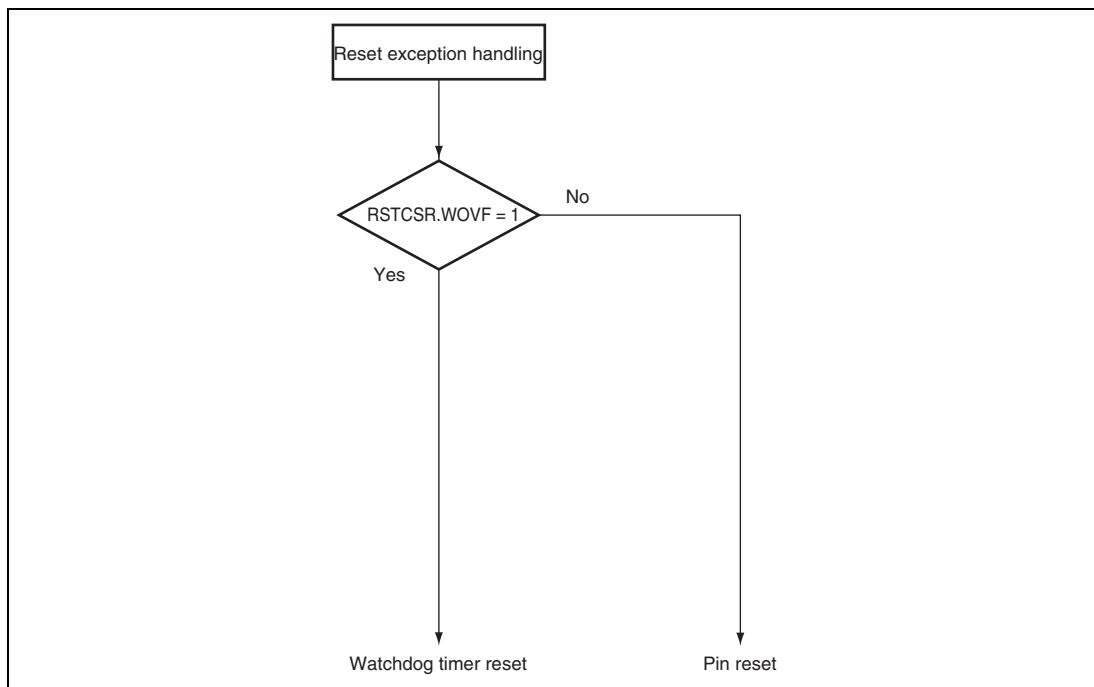 Reset exception handling
No
RSTCSR.WOVF = 1
Yes
Watchdog timer reset
Pin reset